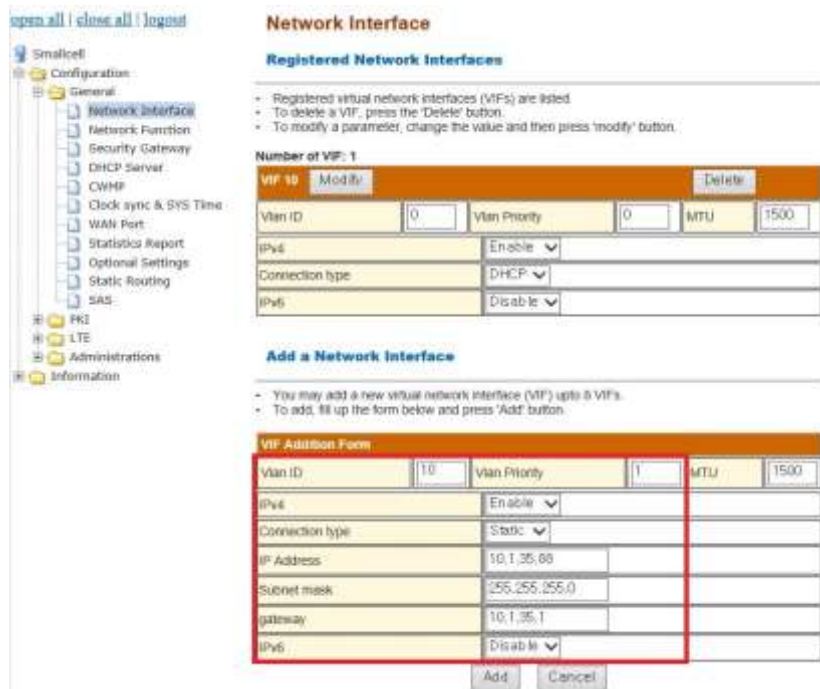 open all | close all | logout
Smallcell
Configuration
General
Network Interface
Network Function
Security Gateway
DHCP Server
CWMP
Clock sync & SYS Time
WAN Port
Statistics Report
Optional Settings
Static Routing
SAS
PKI
LTE
Administrations
Information
Network Interface
Registered Network Interfaces
- Registered virtual network interfaces (VIFs) are listed
- To delete a VIF, press the 'Delete' button.
- To modify a parameter, change the value and then press 'modify' button.
Number of VIF: 1
VIF 10 Modify Delete
Vlan ID 0 Vlan Priority 0 MTU 1500
IPv4 Enable
Connection type DHCP
IPv6 Disable
Add a Network Interface
- You may add a new virtual network interface (VIF) upto 8 VIFs.
- To add, fill up the form below and press 'Add' button.
VIF Addition Form
Vlan ID 10 Vlan Priority 1 MTU 1500
IPv4 Enable
Connection type Static
IP Address 10,1,35,88
Subnet mask 255,255,255,0
gateway 10,1,35,1
IPv6 Disable
Add Cancel